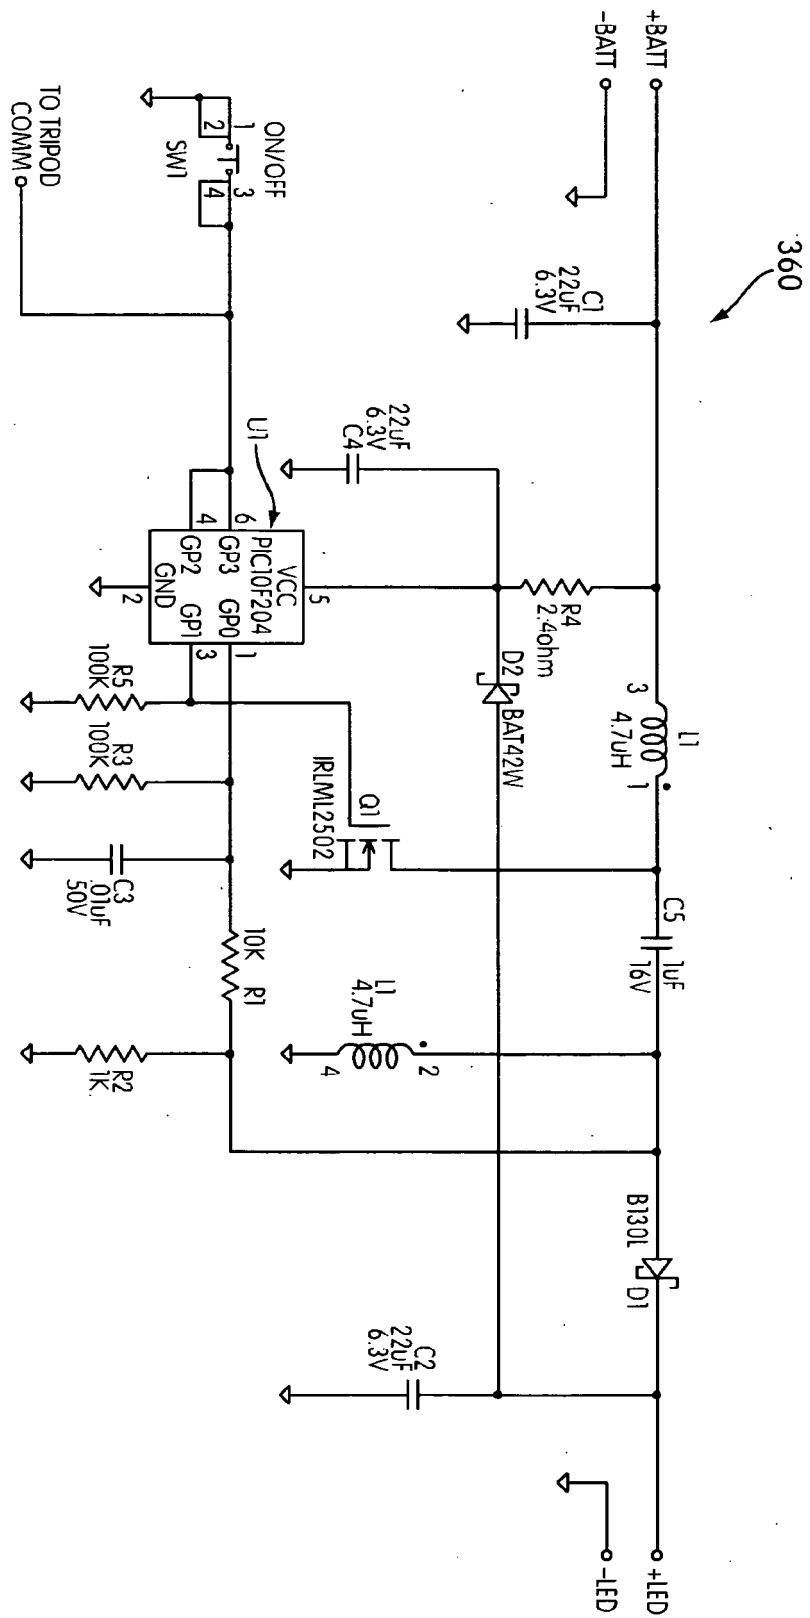 360
+BATT
-BATT
C1
22uF
6.3V
R4
2.4ohm
3
L1
4.7uH
1
C5
1uF
16V
B130L
D1
+LED
-LED
22uF
6.3V
C4
D2
BAT42W
Q1
IRLML2502
L1
4.7uH
2
4
C2
22uF
6.3V
ON/OFF
1
2
3
4
SW1
TO TRIPOD
COMM
U1
5
VCC
PIC10F204
6
GP3
GP0
1
4
GP2
GP1
3
GND
2
R5
100K
R3
100K
C3
.01uF
50V
10K
R1
R2
1K